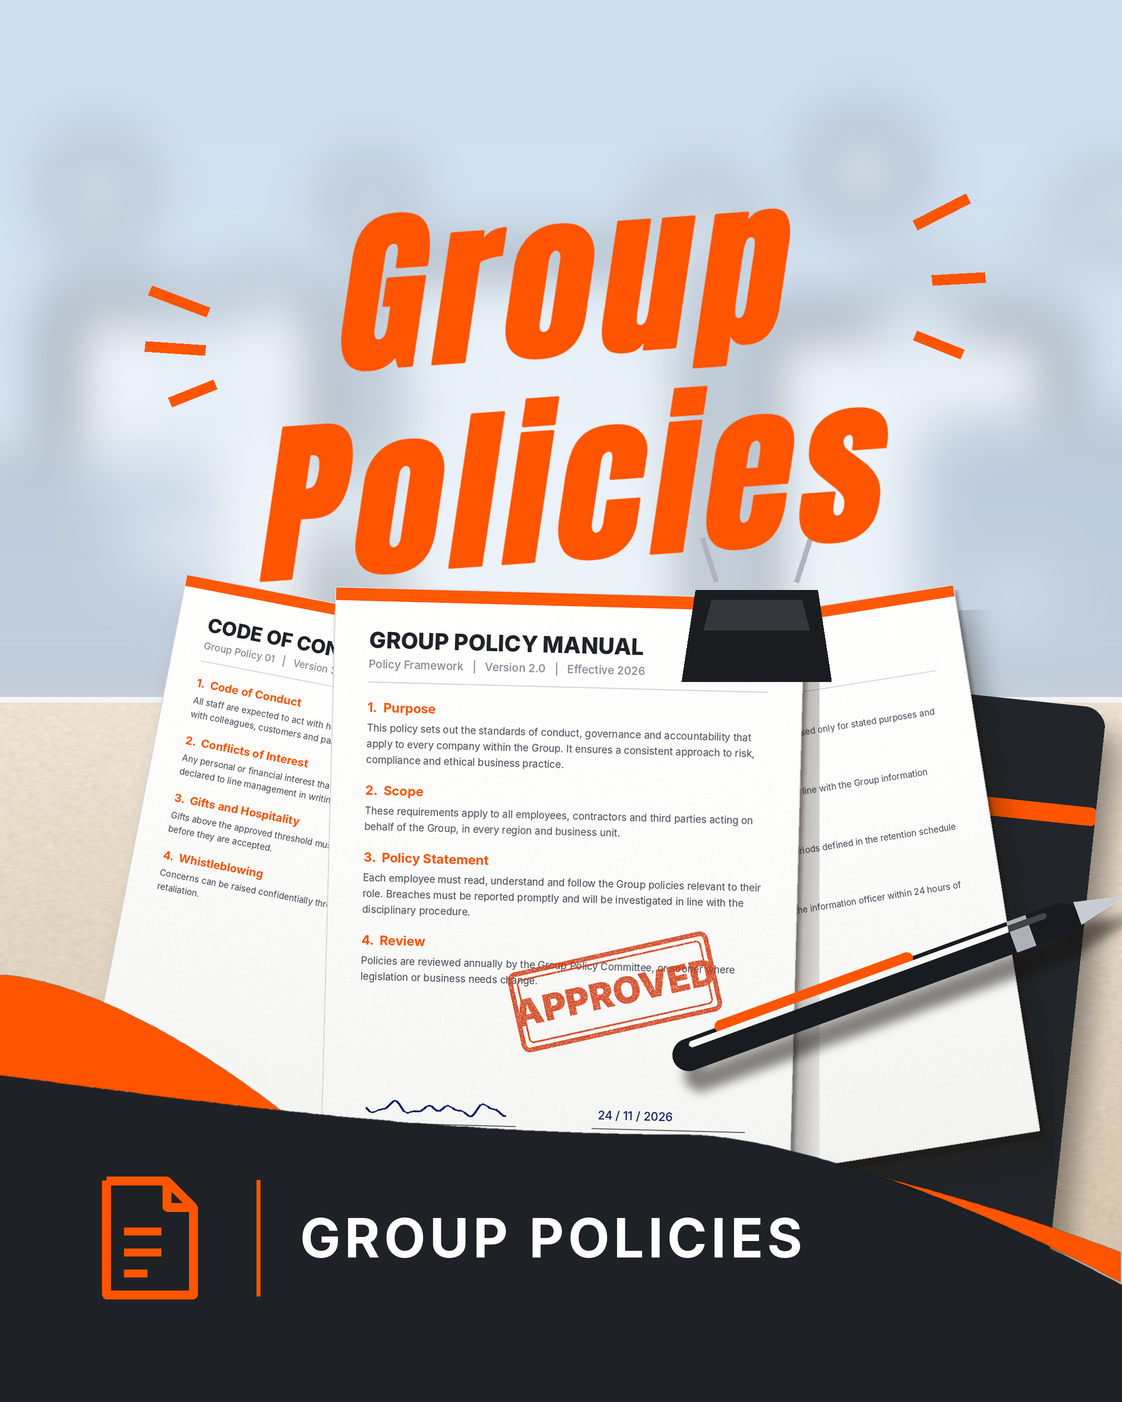 Group
Policies
CODE OF CON
Group Policy 01 | Version
1. Code of Conduct
All staff are expected to act with
with colleagues, customers and
2. Conflicts of Interest
Any personal or financial interest
declared to line management in
3. Gifts and Hospitality
Gifts above the approved threshold
before they are accepted.
4. Whistleblowing
Concerns can be raised confidentially
retaliation.
GROUP POLICY MANUAL
Policy Framework | Version 2.0 | Effective 2026
1. Purpose
This policy sets out the standards of conduct, governance and accountability that
apply to every company within the Group. It ensures a consistent approach to risk,
compliance and ethical business practice.
2. Scope
These requirements apply to all employees, contractors and third parties acting on
behalf of the Group, in every region and business unit.
3. Policy Statement
Each employee must read, understand and follow the Group policies relevant to their
role. Breaches must be reported promptly and will be investigated in line with the
disciplinary procedure.
4. Review
Policies are reviewed annually by the Group Policy Committee, or sooner where
legislation or business needs change.
APPROVED
24 / 11 / 2026
only for stated purposes and
line with the Group information
defined in the retention schedule
information officer within 24 hours of
GROUP POLICIES